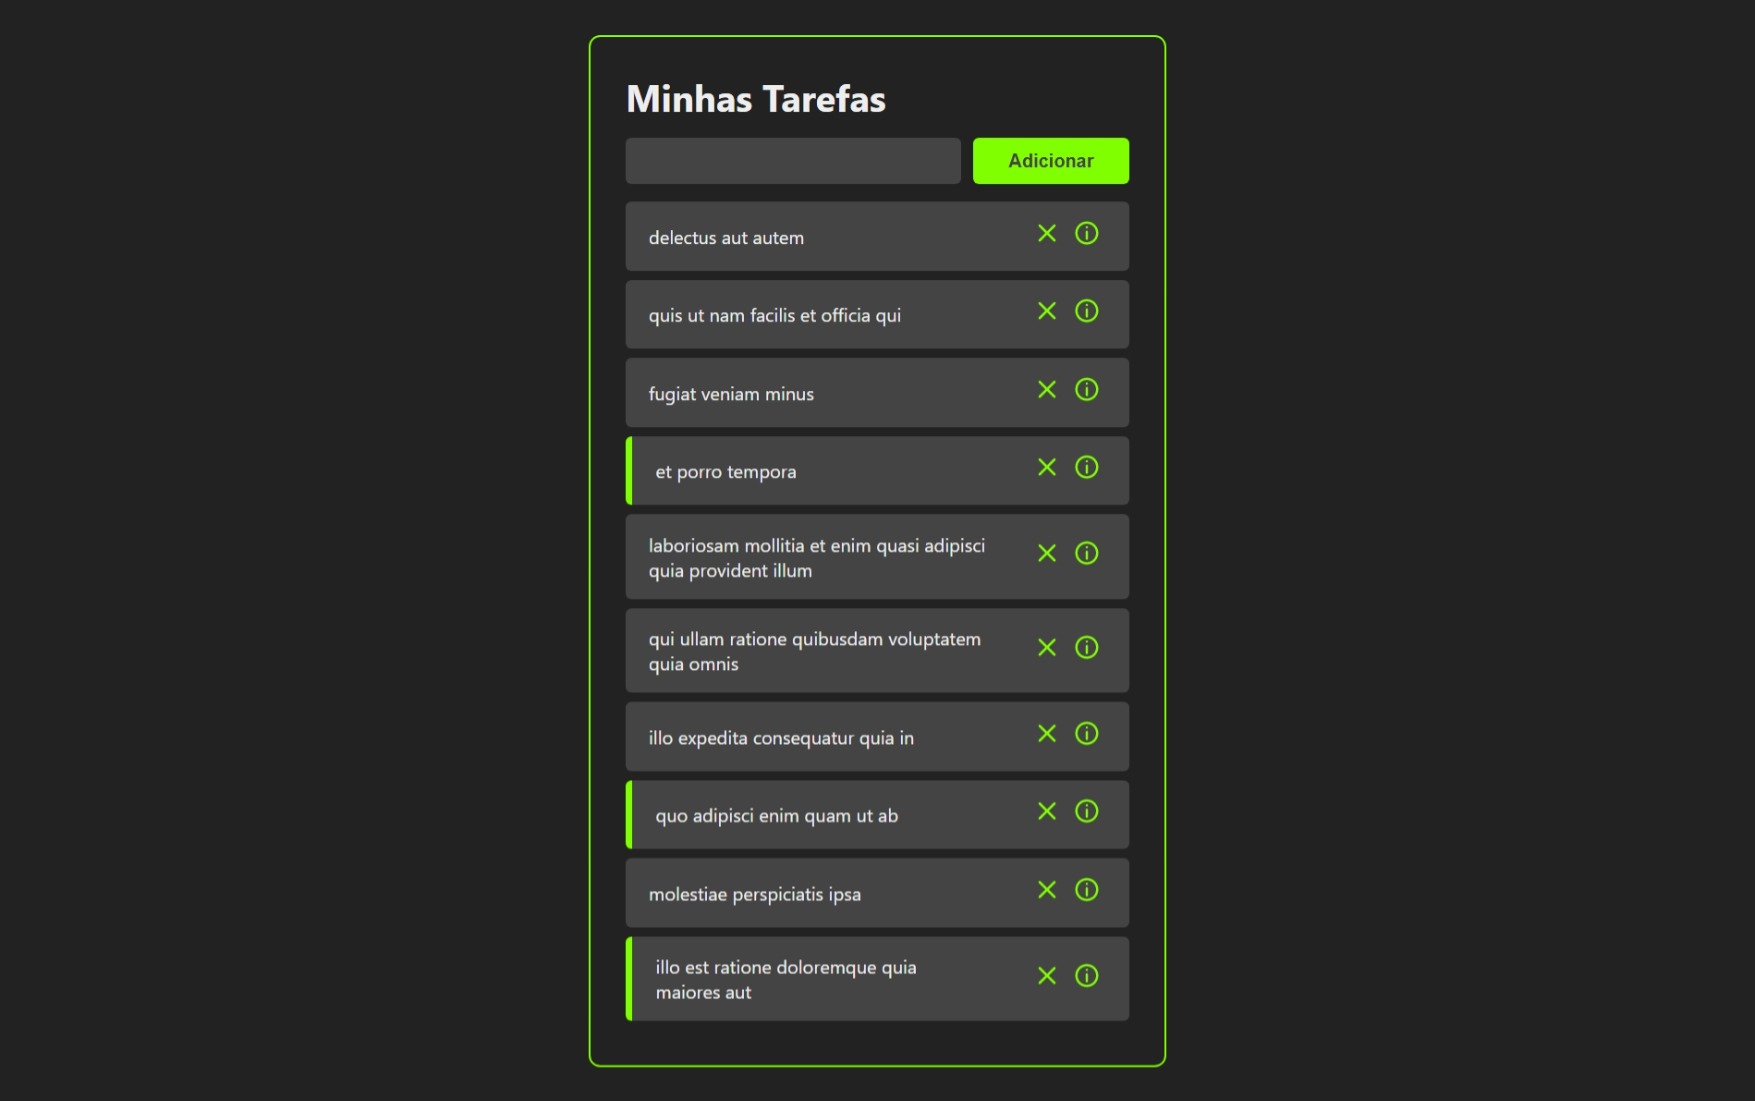 Minhas Tarefas
Adicionar
delectus aut autem
quis ut nam facilis et officia qui
fugiat veniam minus
et porro tempora
laboriosam mollitia et enim quasi adipisci
quia provident illum
qui ullam ratione quibusdam voluptatem
quia omnis
illo expedita consequatur quia in
quo adipisci enim quam ut ab
molestiae perspiciatis ipsa
illo est ratione doloremque quia
maiores aut